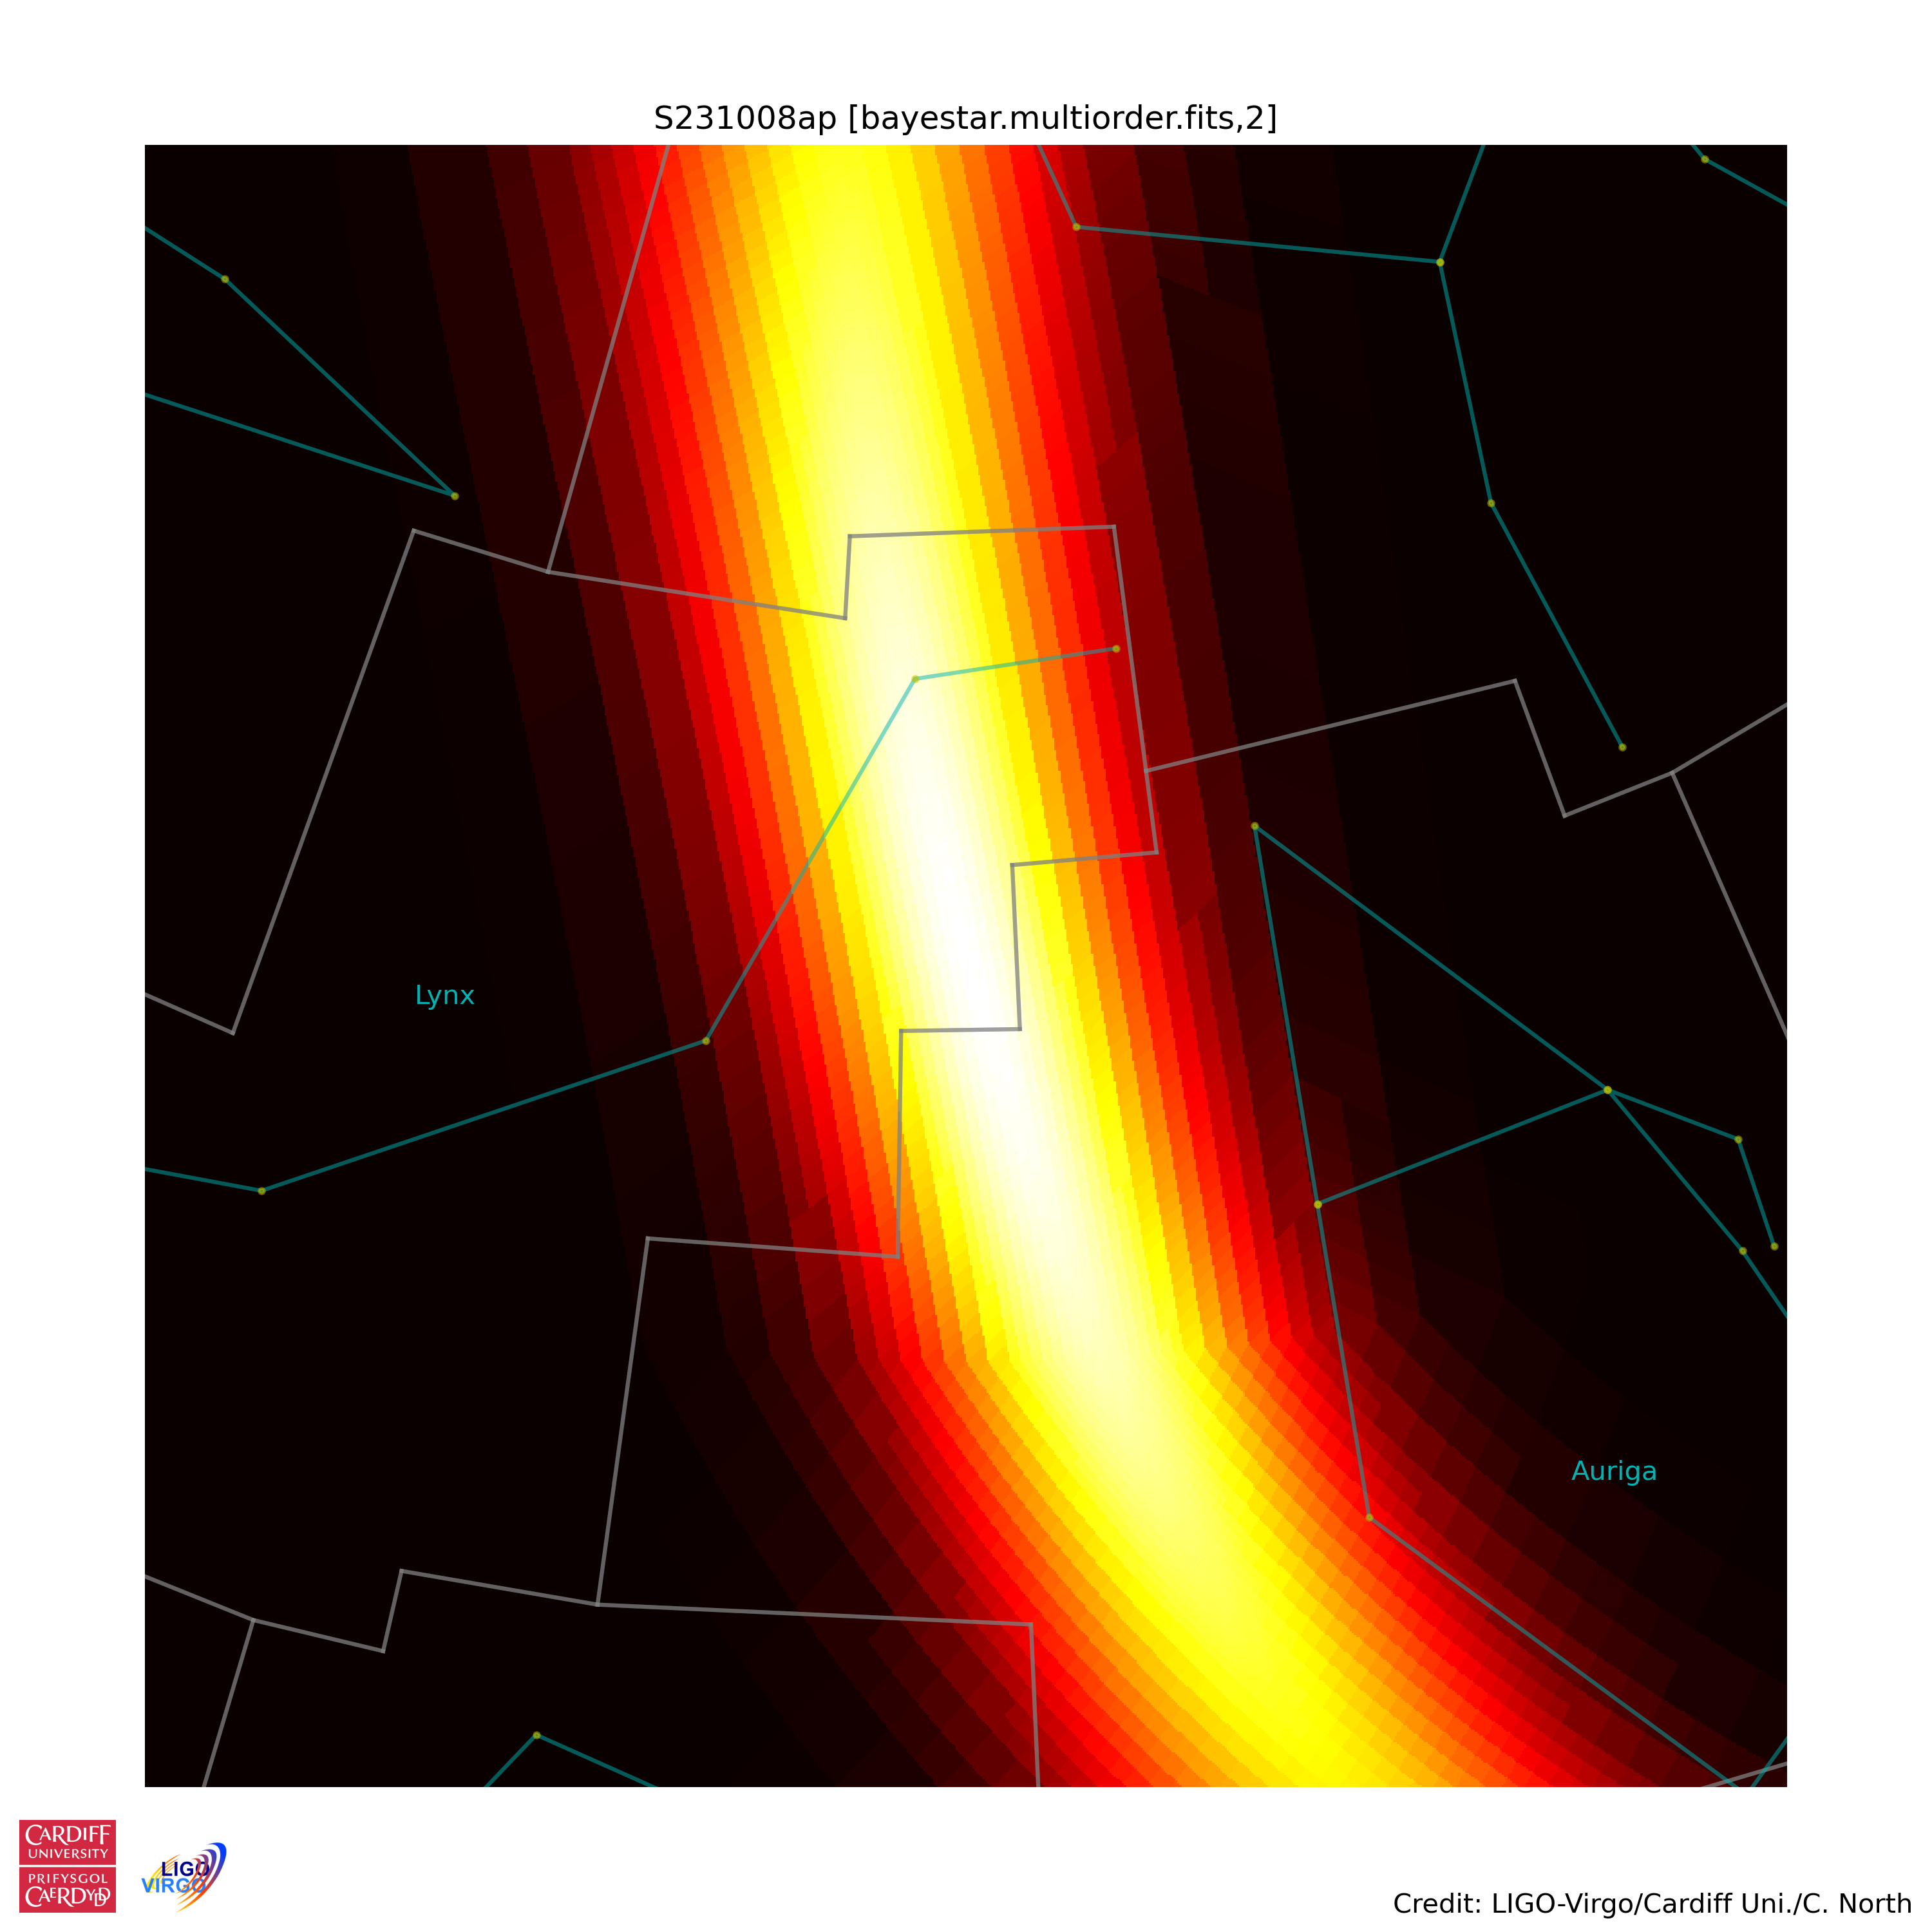 S231008ap [bayestar.multiorder.fits,2]
Lynx
Auriga
CARDIFF
UNIVERSITY
PRIFYSGOL
CAERDYDD
LIGO
VIRGO
Credit: LIGO-Virgo/Cardiff Uni./C. North